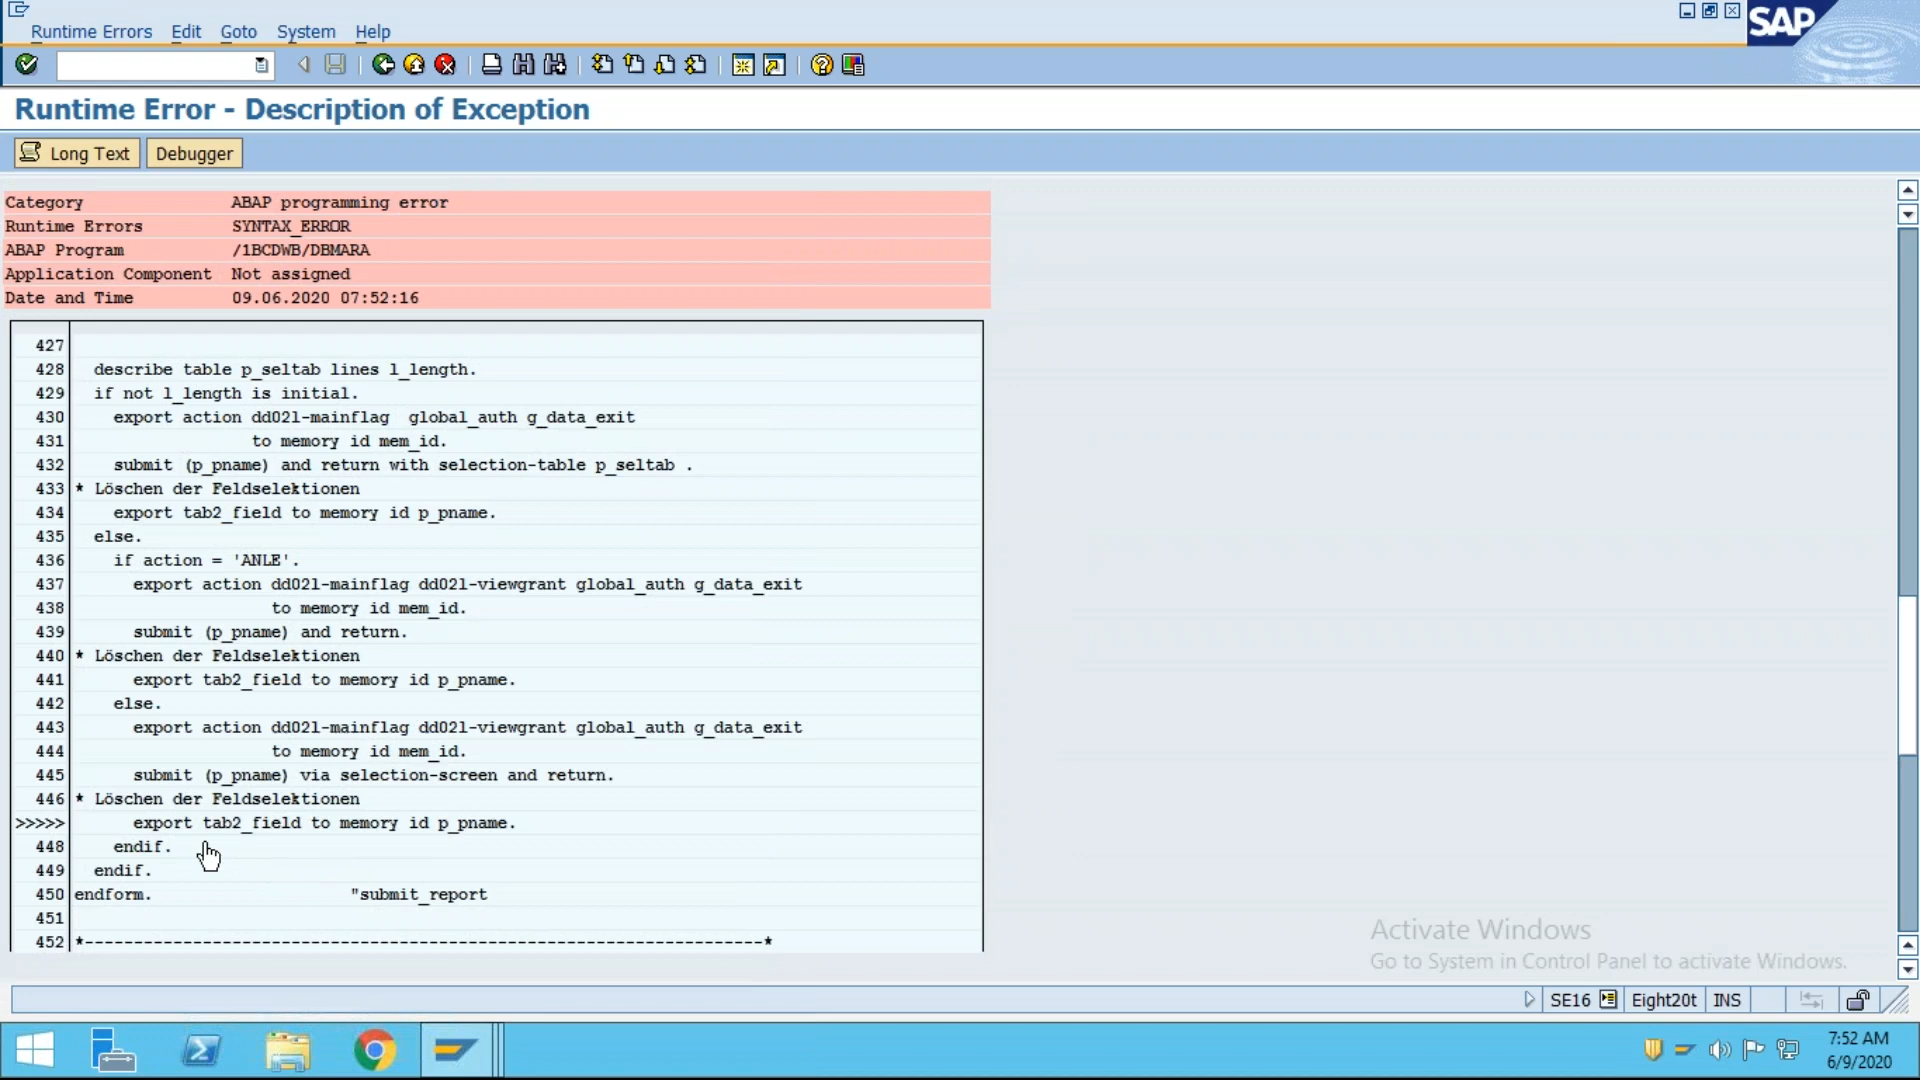 SAP
Runtime Errors Edit Goto System Help
Runtime Error - Description of Exception
Long Text Debugger
Category ABAP programming error
Runtime Errors SYNTAX_ERROR
ABAP Program /1BCDWB/DBMARA
Application Component Not assigned
Date and Time 09.06.2020 07:52:16
427
428 describe table p_seltab lines l_length.
429 if not l_length is initial.
430 export action dd02l-mainflag global_auth g_data_exit
431 to memory id mem_id.
432 submit (p_pname) and return with selection-table p_seltab .
433 * Löschen der Feldselektionen
434 export tab2_field to memory id p_pname.
435 else.
436 if action = 'ANLE'.
437 export action dd02l-mainflag dd02l-viewgrant global_auth g_data_exit
438 to memory id mem_id.
439 submit (p_pname) and return.
440 * Löschen der Feldselektionen
441 export tab2_field to memory id p_pname.
442 else.
443 export action dd02l-mainflag dd02l-viewgrant global_auth g_data_exit
444 to memory id mem_id.
445 submit (p_pname) via selection-screen and return.
446 * Löschen der Feldselektionen
>>>>> export tab2_field to memory id p_pname.
448 endif.
449 endif.
450 endform. "submit_report
451
452 *---------------------------------------------------------------------*
Activate Windows
Go to System in Control Panel to activate Windows.
SE16 Eight20t INS
7:52 AM
6/9/2020